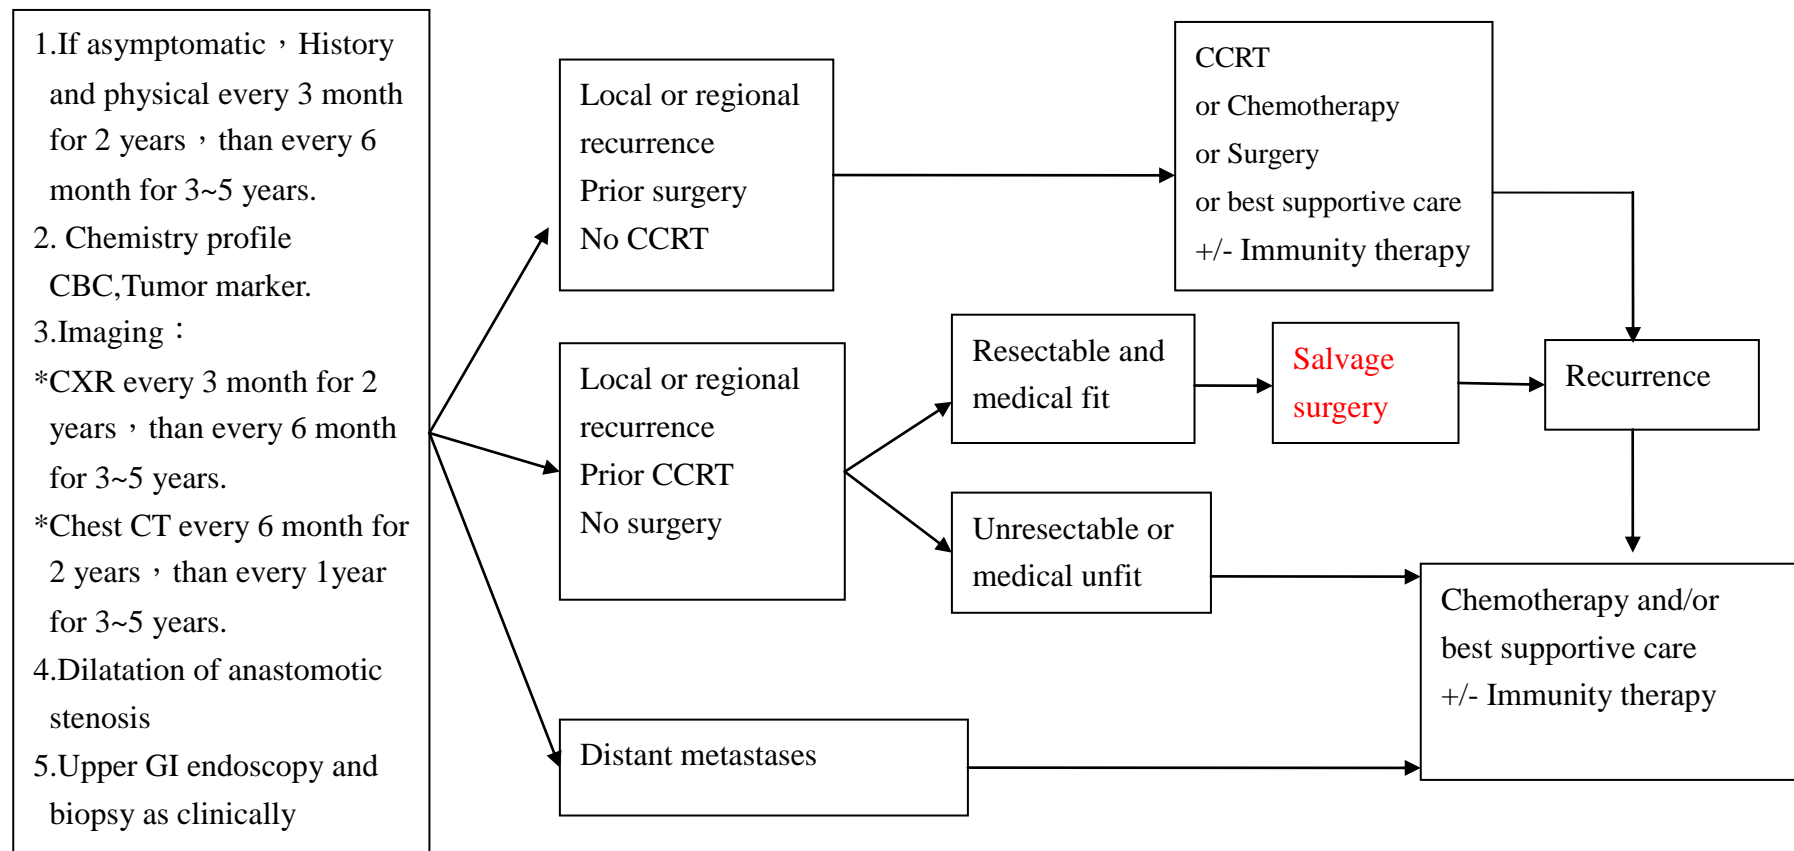 1.If asymptomatic，History
and physical every 3 month
for 2 years，than every 6
month for 3~5 years.
2. Chemistry profile
CBC,Tumor marker.
3.Imaging：
*CXR every 3 month for 2
years，than every 6 month
for 3~5 years.
*Chest CT every 6 month for
2 years，than every 1year
for 3~5 years.
4.Dilatation of anastomotic
stenosis
5.Upper GI endoscopy and
biopsy as clinically
Local or regional
recurrence
Prior surgery
No CCRT
CCRT
or Chemotherapy
or Surgery
or best supportive care
+/- Immunity therapy
Local or regional
recurrence
Prior CCRT
No surgery
Resectable and
medical fit
Salvage
surgery
Recurrence
Unresectable or
medical unfit
Chemotherapy and/or
best supportive care
+/- Immunity therapy
Distant metastases